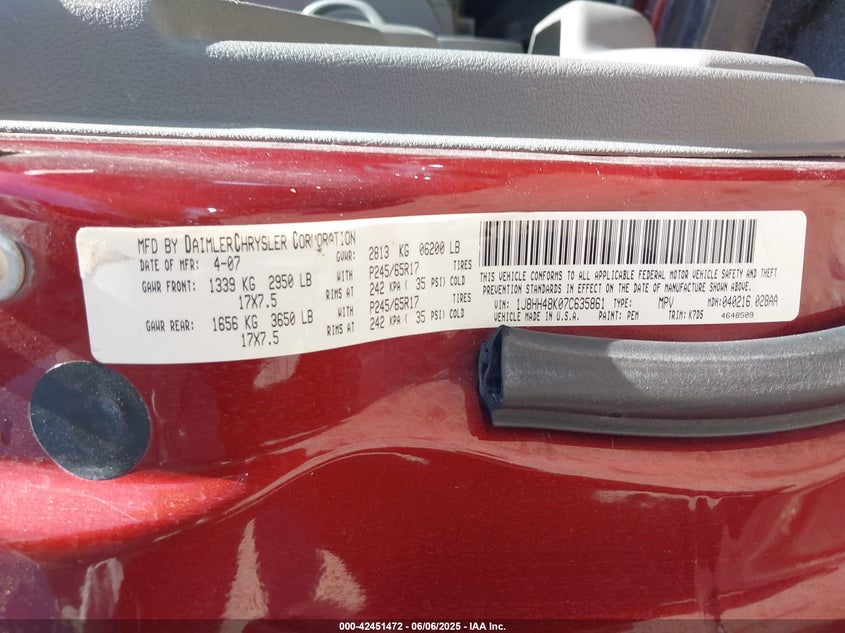 MFD BY DAIMLERCHRYSLER CORPORATION
DATE OF MFR: 4-07 GVWR: 2813 KG 06200 LB
GAWR FRONT: 1339 KG 2950 LB WITH P245/65R17 TIRES
17X7.5 RIMS AT 242 KPA ( 35 PSI) COLD
GAWR REAR: 1656 KG 3650 LB WITH P245/65R17 TIRES
17X7.5 RIMS AT 242 KPA ( 35 PSI) COLD
THIS VEHICLE CONFORMS TO ALL APPLICABLE FEDERAL MOTOR VEHICLE SAFETY AND THEFT
PREVENTION STANDARDS IN EFFECT ON THE DATE OF MANUFACTURE SHOWN ABOVE
VIN: 1J8HH48K07C635861 TYPE: MPV MDH: 040216 028AA
VEHICLE MADE IN U.S.A. PAINT: PEM TRIM: K7D5 4648509
000-42451472 | 06/06/2025 - IAA Inc.